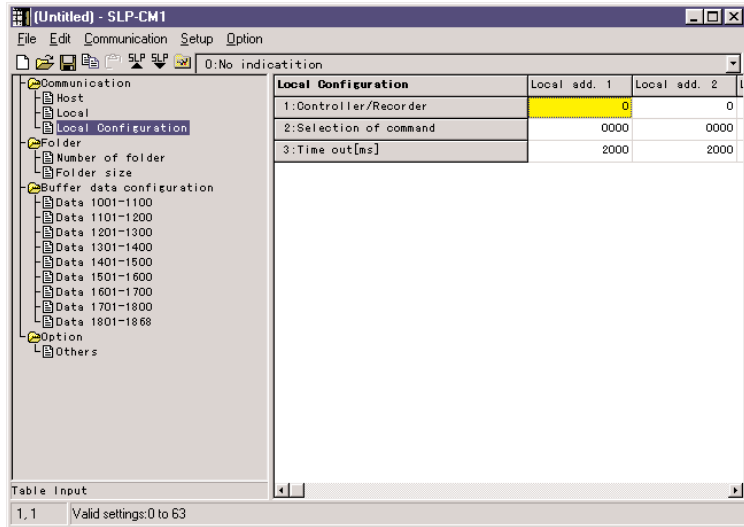 (Untitled) - SLP-CM1
File Edit Communication Setup Option
SLP SLP 0:No indicatition
Communication
Host
Local
Local Configuration
Folder
Number of folder
Folder size
Buffer data configuration
Data 1001-1100
Data 1101-1200
Data 1201-1300
Data 1301-1400
Data 1401-1500
Data 1501-1600
Data 1601-1700
Data 1701-1800
Data 1801-1868
Option
Others
Table Input
Local Configuration Local add. 1 Local add. 2
1:Controller/Recorder 0 0
2:Selection of command 0000 0000
3:Time out[ms] 2000 2000
1, 1 Valid settings:0 to 63